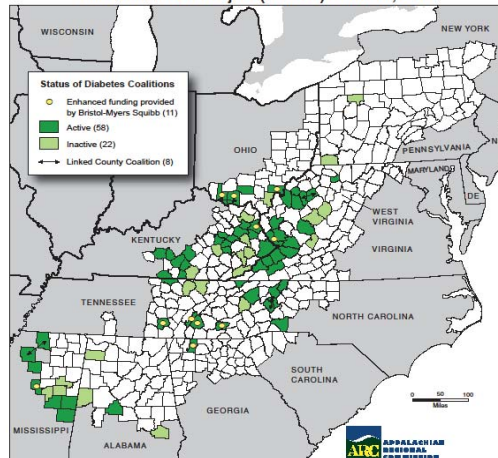 WISCONSIN
NEW YORK
Status of Diabetes Coalitions
Enhanced funding provided
by Bristol-Myers Squibb (11)
Active (58)
Inactive (22)
Linked County Coalition (8)
OHIO
PENNSYLVANIA
MARYLAND
DE
WEST
VIRGINIA
KENTUCKY
VIRGINIA
TENNESSEE
NORTH CAROLINA
SOUTH
CAROLINA
GEORGIA
MISSISSIPPI
ALABAMA
0 50 100
Miles
ARC
APPALACHIAN
REGIONAL
COMMISSION